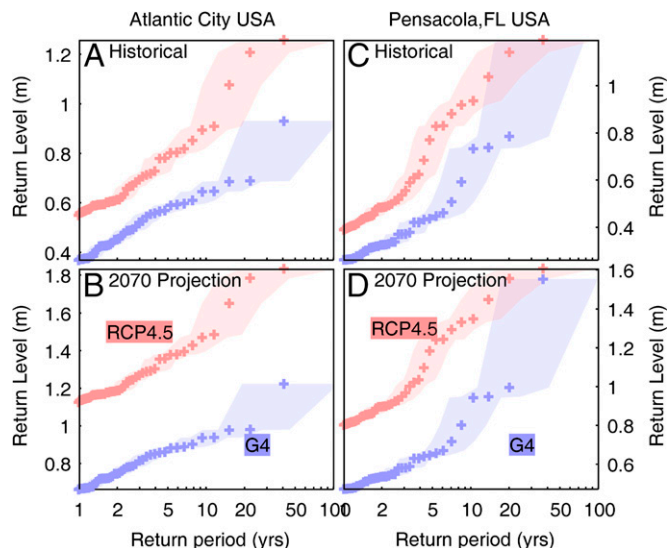 Atlantic City USA
Pensacola,FL USA
A Historical
C Historical
Return Level (m)
1.2
1
0.8
0.6
0.4
1
0.8
0.6
0.4
Return Level (m)
B 2070 Projection
D 2070 Projection
RCP4.5
G4
RCP4.5
G4
Return Level (m)
1.8
1.6
1.4
1.2
1
0.8
1.6
1.4
1.2
1
0.8
0.6
Return Level (m)
1 2 5 10 20 50 100
2 5 10 20 50 100
Return period (yrs)
Return period (yrs)